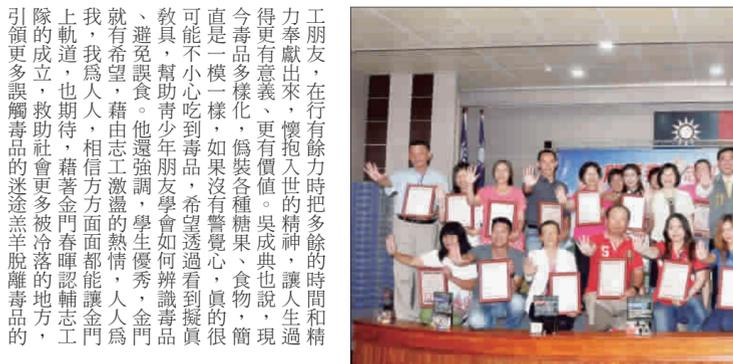 工朋友，在行有餘力時把多餘的時間和精
力奉獻出來，懷抱入世的精神，讓人生過
得更有意義、更有價值。吳成典也說，現
今毒品多樣化，偽裝各種糖果、食物，簡
直是一模一樣，如果沒有警覺心，真的很
可能不小心吃到毒品，希望透過看到擬真
教具，幫助青少年朋友學會如何辨識毒品
、避免誤食。他還強調，學生優秀，金門
就有希望，藉由志工激盪的熱情，人人為
我，我為人人，相信方方面面都能讓金門
上軌道，也期待，藉著金門春暉認輔志工
隊的成立，救助社會更多被冷落的地方，
引領更多誤觸毒品的迷途羔羊脫離毒品的